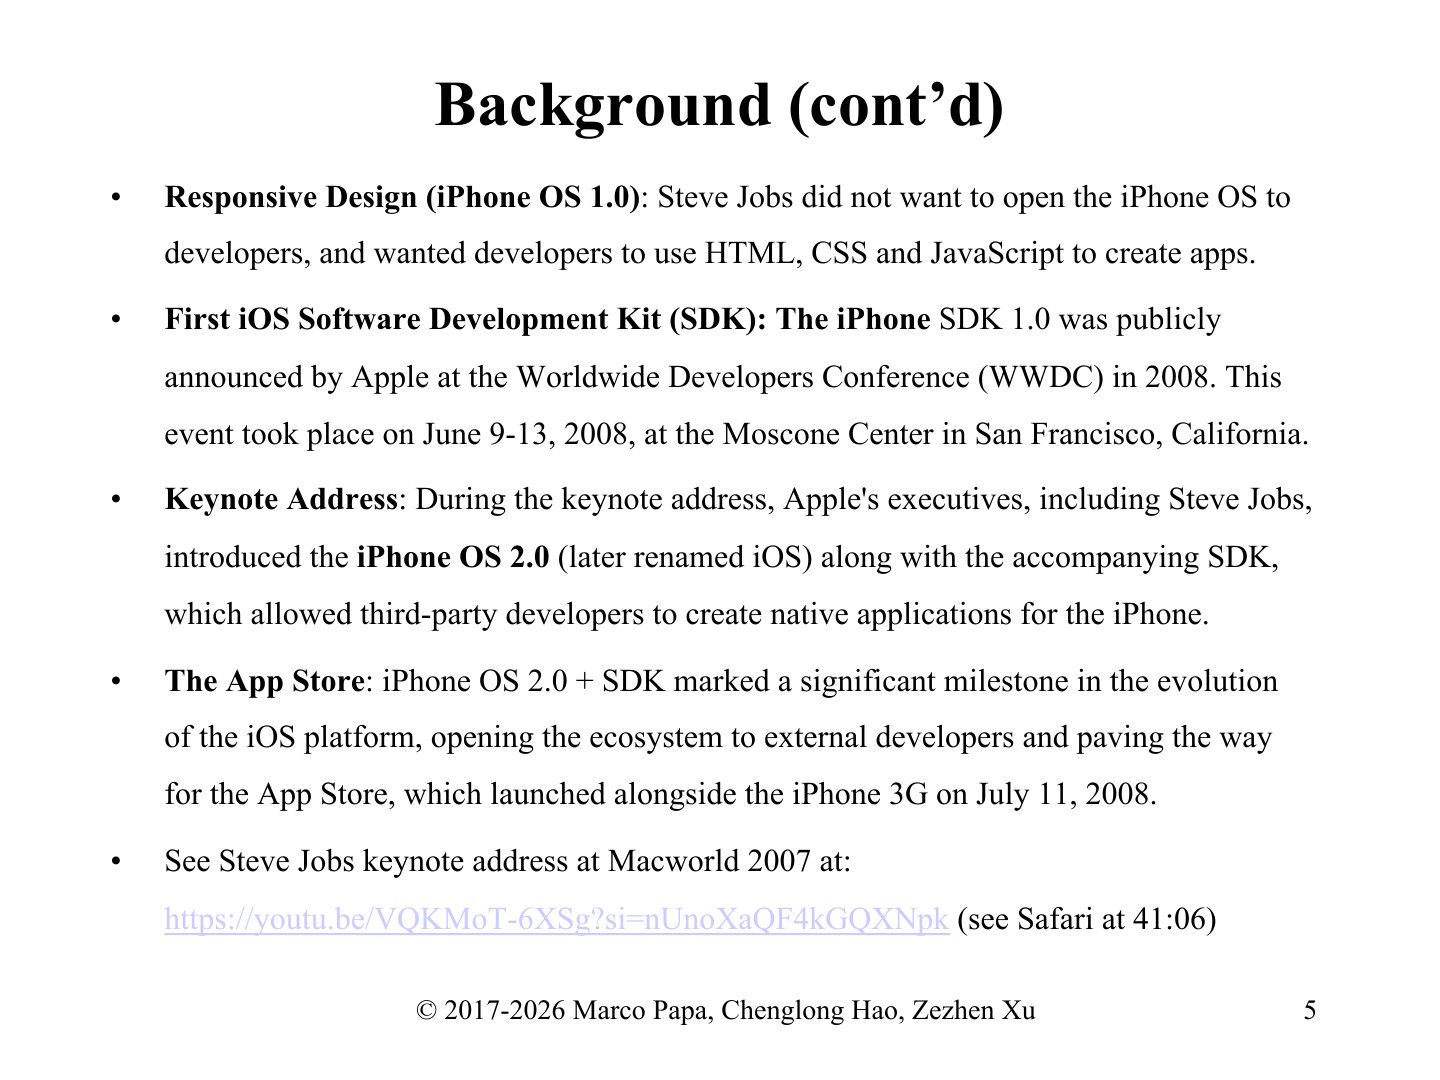 Background (cont’d)
• Responsive Design (iPhone OS 1.0): Steve Jobs did not want to open the iPhone OS to
developers, and wanted developers to use HTML, CSS and JavaScript to create apps.
• First iOS Software Development Kit (SDK): The iPhone SDK 1.0 was publicly
announced by Apple at the Worldwide Developers Conference (WWDC) in 2008. This
event took place on June 9-13, 2008, at the Moscone Center in San Francisco, California.
• Keynote Address: During the keynote address, Apple's executives, including Steve Jobs,
introduced the iPhone OS 2.0 (later renamed iOS) along with the accompanying SDK,
which allowed third-party developers to create native applications for the iPhone.
• The App Store: iPhone OS 2.0 + SDK marked a significant milestone in the evolution
of the iOS platform, opening the ecosystem to external developers and paving the way
for the App Store, which launched alongside the iPhone 3G on July 11, 2008.
• See Steve Jobs keynote address at Macworld 2007 at:
https://youtu.be/VQKMoT-6XSg?si=nUnoXaQF4kGQXNpk (see Safari at 41:06)
© 2017-2026 Marco Papa, Chenglong Hao, Zezhen Xu 5